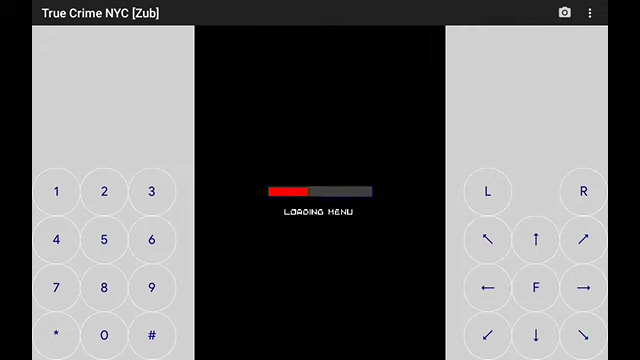 True Crime NYC [Zub]
LOADING MENU
1 2 3
4 5 6
7 8 9
* 0 #
L R
↖ ↑ ↗
← F →
↙ ↓ ↘